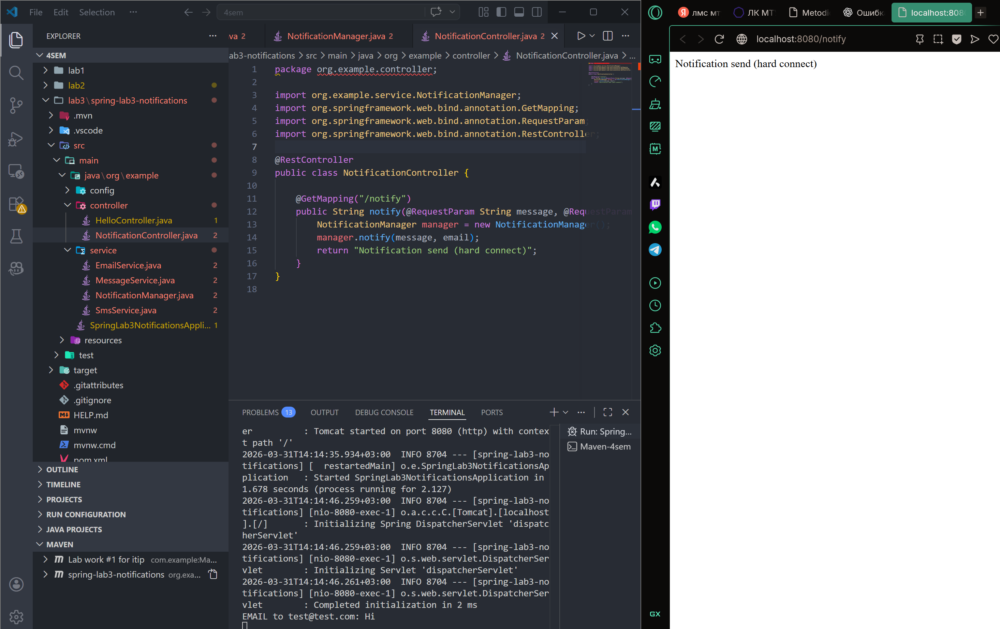 File Edit Selection ···
4sem
EXPLORER
4SEM
lab1
lab2
lab3\spring-lab3-notifications
.mvn
.vscode
src
main
java\org\example
config
controller
HelloController.java 1
NotificationController.java 2
service
EmailService.java 2
MessageService.java 2
NotificationManager.java 2
SmsService.java 2
SpringLab3NotificationsAppli... 1
resources
test
target
.gitattributes
.gitignore
HELP.md
mvnw
mvnw.cmd
pom.xml
OUTLINE
TIMELINE
PROJECTS
RUN CONFIGURATION
JAVA PROJECTS
MAVEN
Lab work #1 for itip com.example:Ma...
spring-lab3-notifications org.exa...
va 2
NotificationManager.java 2
NotificationController.java 2
ab3-notifications > src > main > java > org > example > controller > NotificationController.java > ...
1 package org.example.controller;
2
3 import org.example.service.NotificationManager;
4 import org.springframework.web.bind.annotation.GetMapping;
5 import org.springframework.web.bind.annotation.RequestParam;
6 import org.springframework.web.bind.annotation.RestController;
7
8 @RestController
9 public class NotificationController {
10
11 @GetMapping("/notify")
12 public String notify(@RequestParam String message, @RequestParam
13 NotificationManager manager = new NotificationManager();
14 manager.notify(message, email);
15 return "Notification send (hard connect)";
16 }
17 }
18
PROBLEMS 13 OUTPUT DEBUG CONSOLE TERMINAL PORTS
er : Tomcat started on port 8080 (http) with contex
t path '/'
2026-03-31T14:14:35.934+03:00 INFO 8704 --- [spring-lab3-no
tifications] [ restartedMain] o.e.SpringLab3NotificationsAp
plication : Started SpringLab3NotificationsApplication in
1.678 seconds (process running for 2.127)
2026-03-31T14:14:46.259+03:00 INFO 8704 --- [spring-lab3-no
tifications] [nio-8080-exec-1] o.a.c.c.C.[Tomcat].[localhost
].[/] : Initializing Spring DispatcherServlet 'dispatc
herServlet'
2026-03-31T14:14:46.259+03:00 INFO 8704 --- [spring-lab3-no
tifications] [nio-8080-exec-1] o.s.web.servlet.DispatcherSer
vlet : Initializing Servlet 'dispatcherServlet'
2026-03-31T14:14:46.261+03:00 INFO 8704 --- [spring-lab3-no
tifications] [nio-8080-exec-1] o.s.web.servlet.DispatcherSer
vlet : Completed initialization in 2 ms
EMAIL to test@test.com: Hi
Run: Spring...
Maven-4sem
Я лмс мт
ЛК МТ
Metodi
Ошибк
localhost:808
localhost:8080/notify
Notification send (hard connect)
M
GX